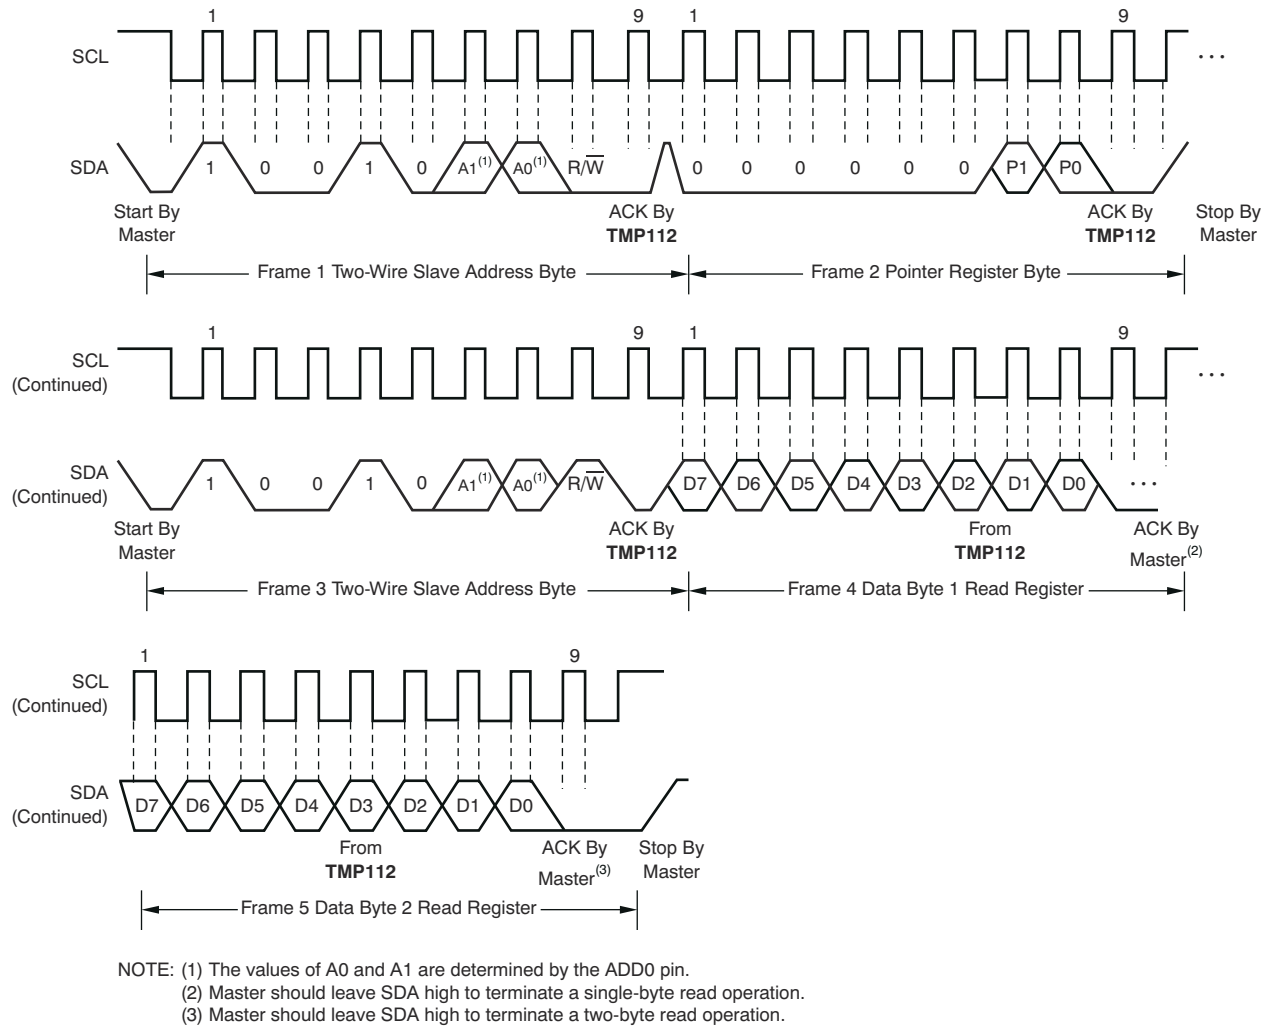 1 9 1 9
SCL ...
SDA 1 0 0 1 0 A1(1) A0(1) R/W̅ 0 0 0 0 0 0 P1 P0
Start By Master
ACK By TMP112
ACK By TMP112
Stop By Master
Frame 1 Two-Wire Slave Address Byte
Frame 2 Pointer Register Byte
1 9 1 9
SCL (Continued) ...
SDA (Continued) 1 0 0 1 0 A1(1) A0(1) R/W̅ D7 D6 D5 D4 D3 D2 D1 D0 ...
Start By Master
ACK By TMP112
From TMP112
ACK By Master(2)
Frame 3 Two-Wire Slave Address Byte
Frame 4 Data Byte 1 Read Register
1 9
SCL (Continued)
SDA (Continued) D7 D6 D5 D4 D3 D2 D1 D0
From TMP112
ACK By Master(3)
Stop By Master
Frame 5 Data Byte 2 Read Register
NOTE: (1) The values of A0 and A1 are determined by the ADD0 pin.
(2) Master should leave SDA high to terminate a single-byte read operation.
(3) Master should leave SDA high to terminate a two-byte read operation.